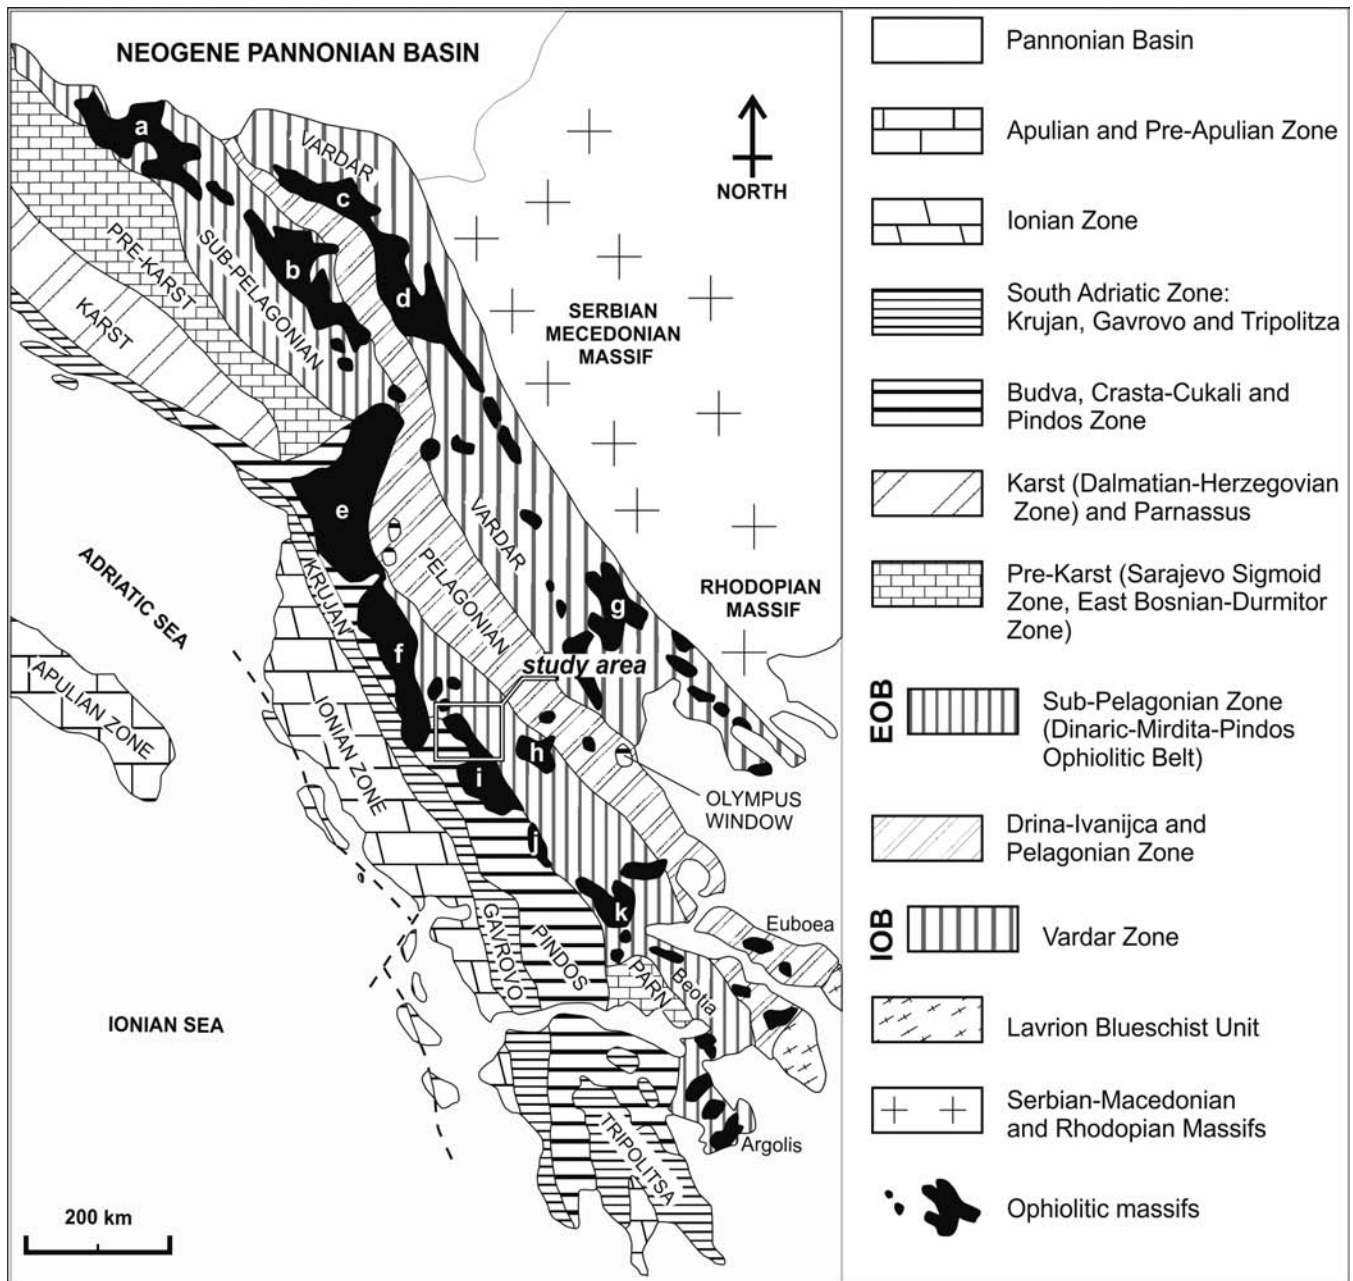 NEOGENE PANNONIAN BASIN
a
VARDAR
c
NORTH
PRE-KARST
SUB-PELAGONIAN
b
d
KARST
SERBIAN
MECEDONIAN
MASSIF
e
VARDAR
ADRIATIC SEA
KRUJAN
PELAGONIAN
g
RHODOPIAN
MASSIF
f
study area
APULIAN ZONE
IONIAN ZONE
h
i
OLYMPUS
WINDOW
j
k
GAVROVO
PINDOS
PARN
Beotia
Euboea
IONIAN SEA
TRIPOLITSA
Argolis
200 km
Pannonian Basin
Apulian and Pre-Apulian Zone
Ionian Zone
South Adriatic Zone:
Krujan, Gavrovo and Tripolitza
Budva, Crasta-Cukali and
Pindos Zone
Karst (Dalmatian-Herzegovian
Zone) and Parnassus
Pre-Karst (Sarajevo Sigmoid
Zone, East Bosnian-Durmitor
Zone)
EOB
Sub-Pelagonian Zone
(Dinaric-Mirdita-Pindos
Ophiolitic Belt)
Drina-Ivanijca and
Pelagonian Zone
IOB
Vardar Zone
Lavrion Blueschist Unit
Serbian-Macedonian
and Rhodopian Massifs
Ophiolitic massifs